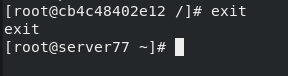 [root@cb4c48402e12 /]# exit
exit
[root@server77 ~]#